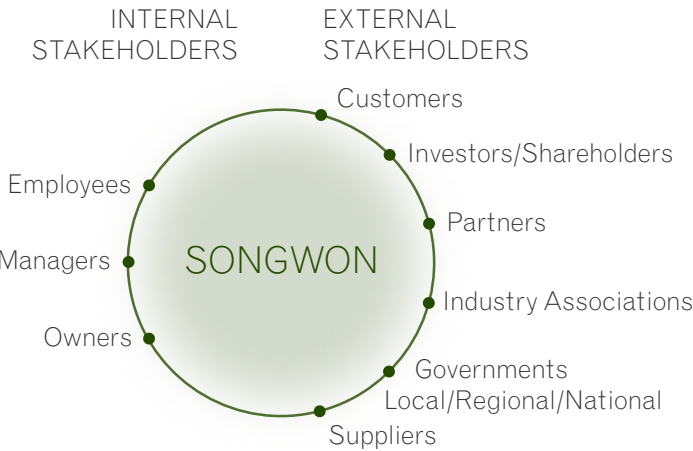 INTERNAL
STAKEHOLDERS
EXTERNAL
STAKEHOLDERS
Customers
Investors/Shareholders
Employees
Partners
Managers
SONGWON
Industry Associations
Owners
Governments
Local/Regional/National
Suppliers